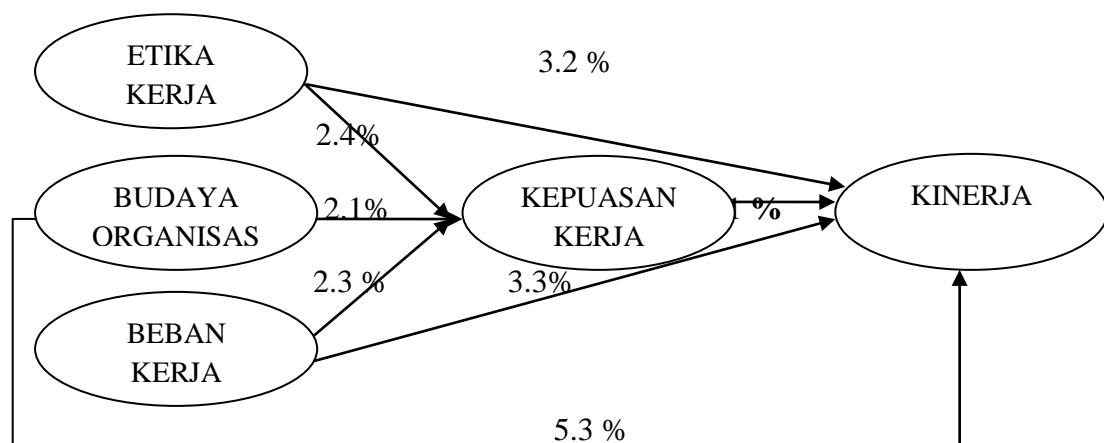 ETIKA
KERJA
3.2 %
2.4%
BUDAYA
ORGANISAS
2.1%
KEPUASAN
KERJA
%
KINERJA
2.3 %
3.3%
BEBAN
KERJA
5.3 %